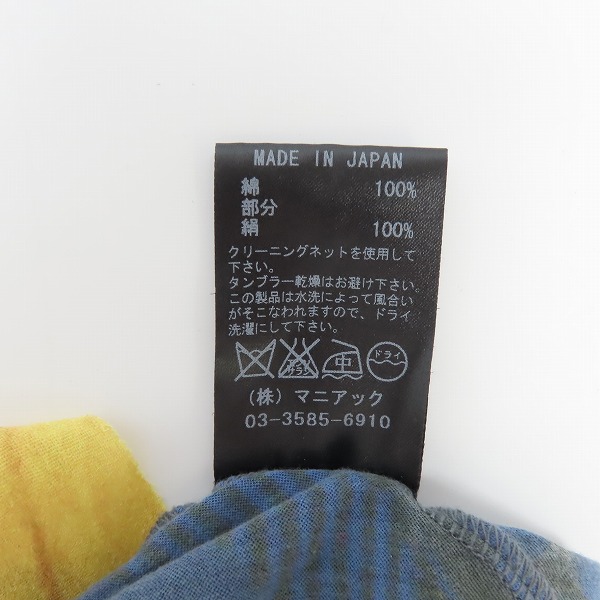 MADE IN JAPAN
綿 100%
部分
絹 100%
クリーニングネットを使用して
下さい。
タンブラー乾燥はお避け下さい。
この製品は水洗によって風合い
がそこなわれますので、ドライ
洗濯にして下さい。
中 ドライ
(株) マニアック
03-3585-6910